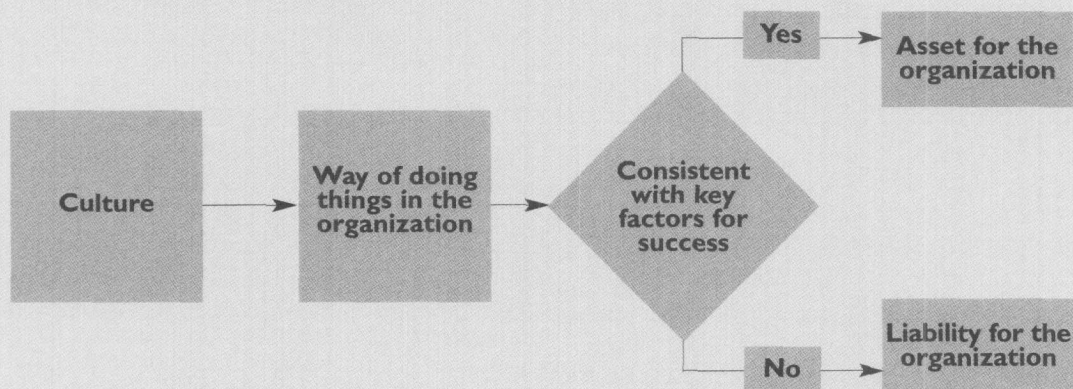 Culture
Way of doing
things in the
organization
Consistent
with key
factors for
success
Yes
Asset for the
organization
No
Liability for the
organization